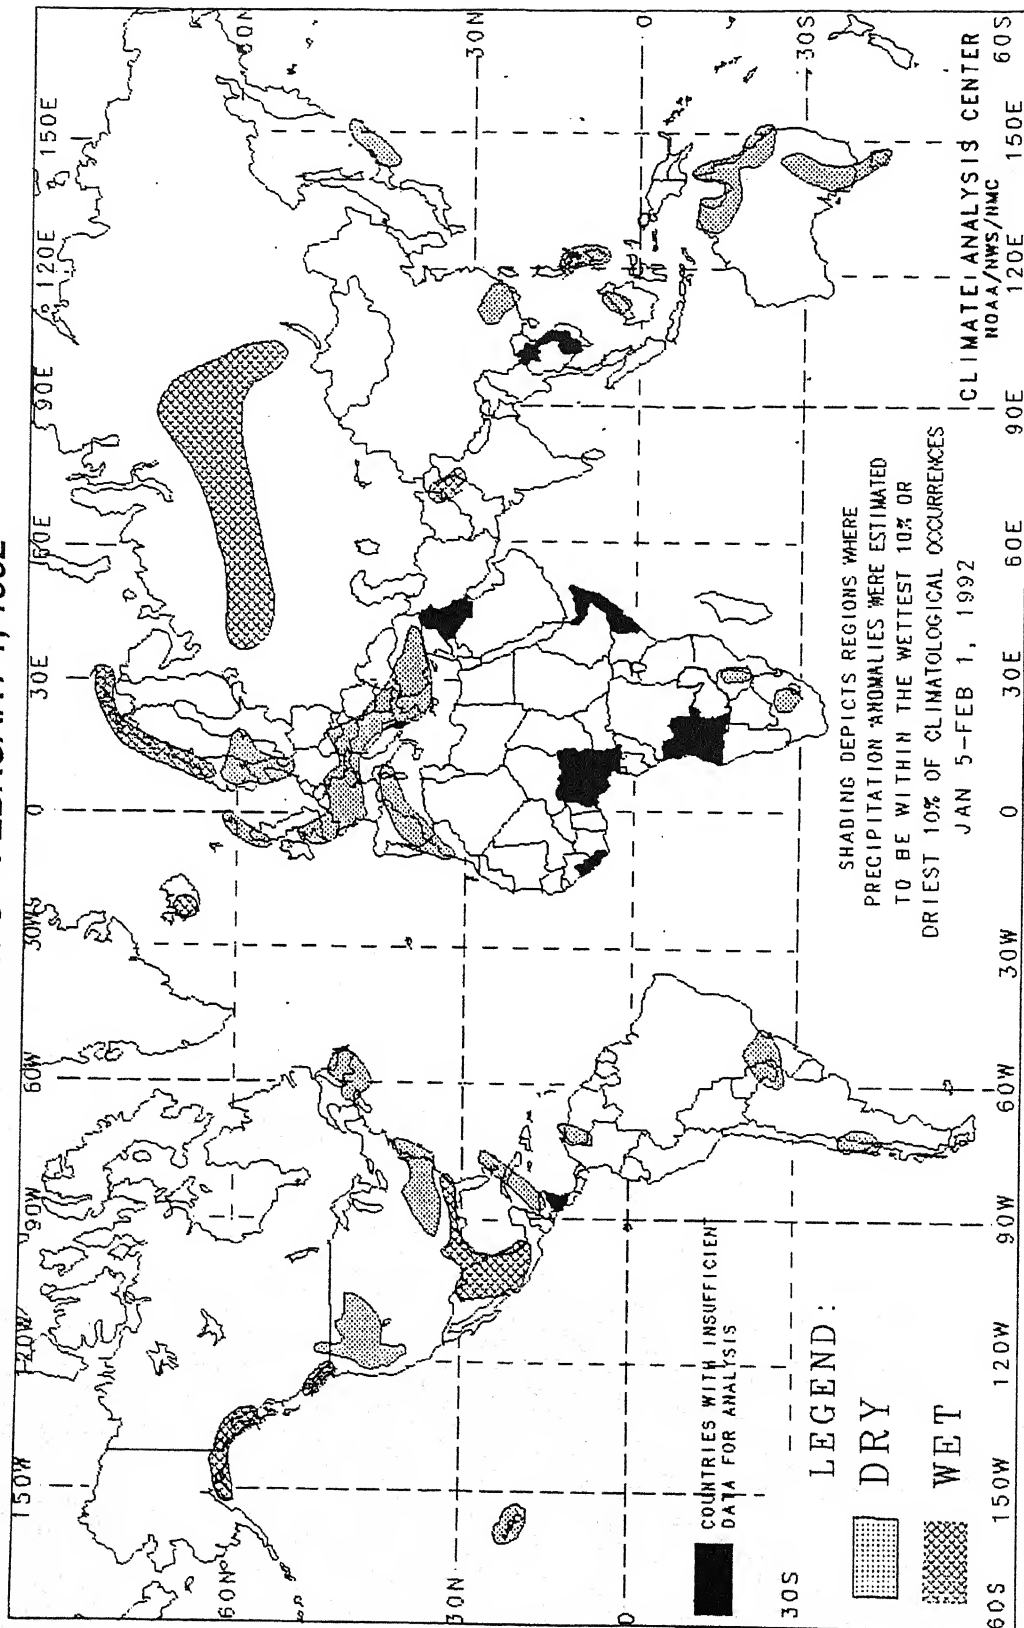 150W
120W
90W
60W
30W
0
30E
60E
90E
120E
150E
60N
60N
30N
30N
0
0
30S
30S
60S
60S
COUNTRIES WITH INSUFFICIENT
DATA FOR ANALYSIS
LEGEND:
DRY
WET
SHADING DEPICTS REGIONS WHERE
PRECIPITATION ANOMALIES WERE ESTIMATED
TO BE WITHIN THE WETTEST 10% OR
DRIEST 10% OF CLIMATOLOGICAL OCCURRENCES
JAN 5-FEB 1, 1992
CLIMATE ANALYSIS CENTER
NOAA/NWS/NMC
150W
120W
90W
60W
30W
0
30E
60E
90E
120E
150E